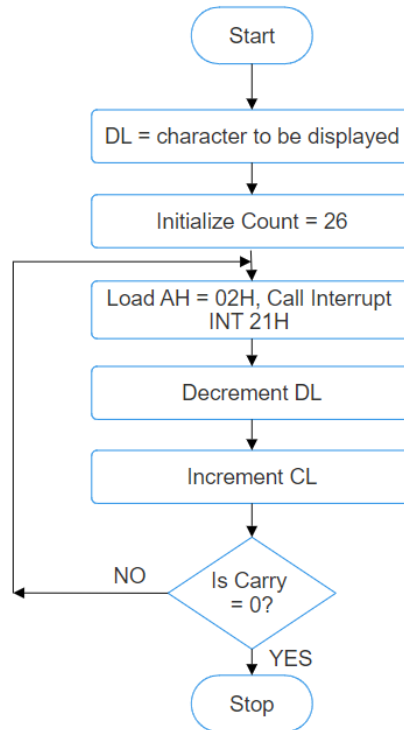 Start
DL = character to be displayed
Initialize Count = 26
Load AH = 02H, Call Interrupt
INT 21H
Decrement DL
Increment CL
NO
Is Carry
= 0?
YES
Stop